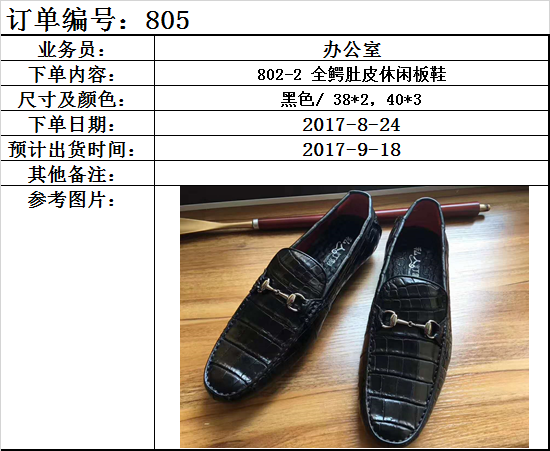 订单编号：805
业务员： 办公室
下单内容： 802-2 全鳄肚皮休闲板鞋
尺寸及颜色： 黑色/ 38*2，40*3
下单日期： 2017-8-24
预计出货时间： 2017-9-18
其他备注：
参考图片：